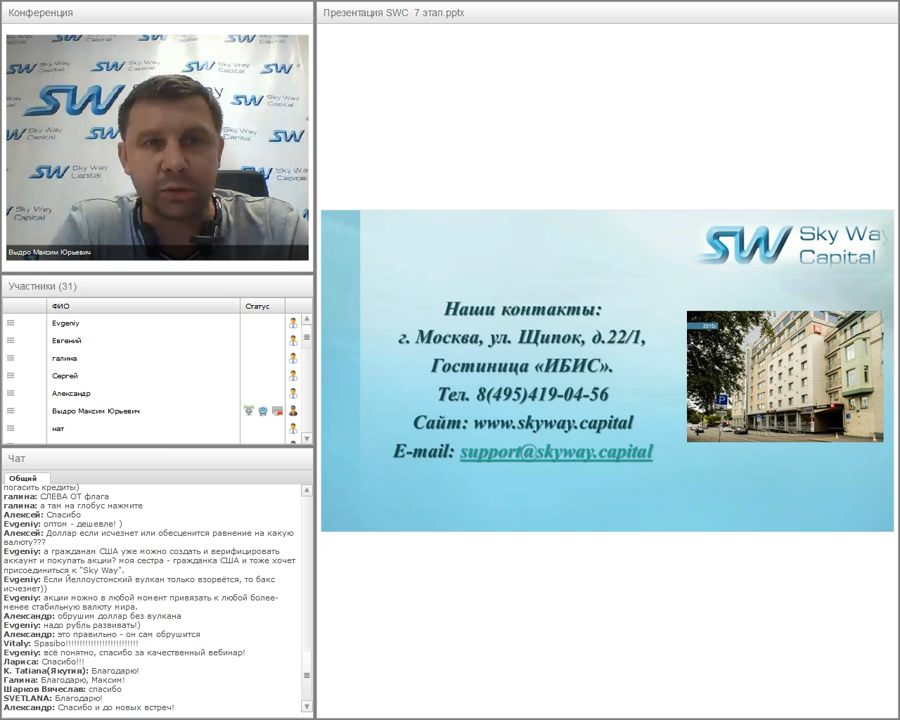 Конференция
Sky Way
Capital
Выдро Максим Юрьевич
Участники (31)
ФИО
Статус
Evgeniy
Евгений
галина
Сергей
Александр
Выдро Максим Юрьевич
нат
Чат
Общий
погасить кредиты)
галина: СЛЕВА ОТ флага
галина: а там на глобус нажмите
Алексей: Спасибо
Evgeniy: оптом - дешевле! )
Алексей: Доллар если исчезнет или обесценится равнение на какую
валюту???
Evgeniy: а гражданам США уже можно создать и верифицировать
аккаунт и покупать акции? моя сестра - гражданка США и тоже хочет
присоединиться к "Sky Way".
Evgeniy: Если Йеллоустонский вулкан только взорвётся, то бакс
исчезнет))
Evgeniy: акции можно в любой момент привязать к любой более-
менее стабильную валюту мира.
Александр: обрушим доллар без вулкана
Evgeniy: надо рубль развивать!)
Александр: это правильно - он сам обрушится
Vitaly: Spasibo!!!!!!!!!!!!!!!!!!!!!!!!!!
Evgeniy: всё понятно, спасибо за качественный вебинар!
Лариса: Спасибо!!!
K. Tatiana(Якутия): Благодарю!
Галина: Благодарю, Максим!
Шарков Вячеслав: спасибо
SVETLANA: Благодарю!
Александр: Спасибо и до новых встреч!
Презентация SWC 7 этап.pptx
SW Sky Way
Capital
Наши контакты:
г. Москва, ул. Щипок, д.22/1,
Гостиница «ИБИС».
Тел. 8(495)419-04-56
Сайт: www.skyway.capital
E-mail: support@skyway.capital
P